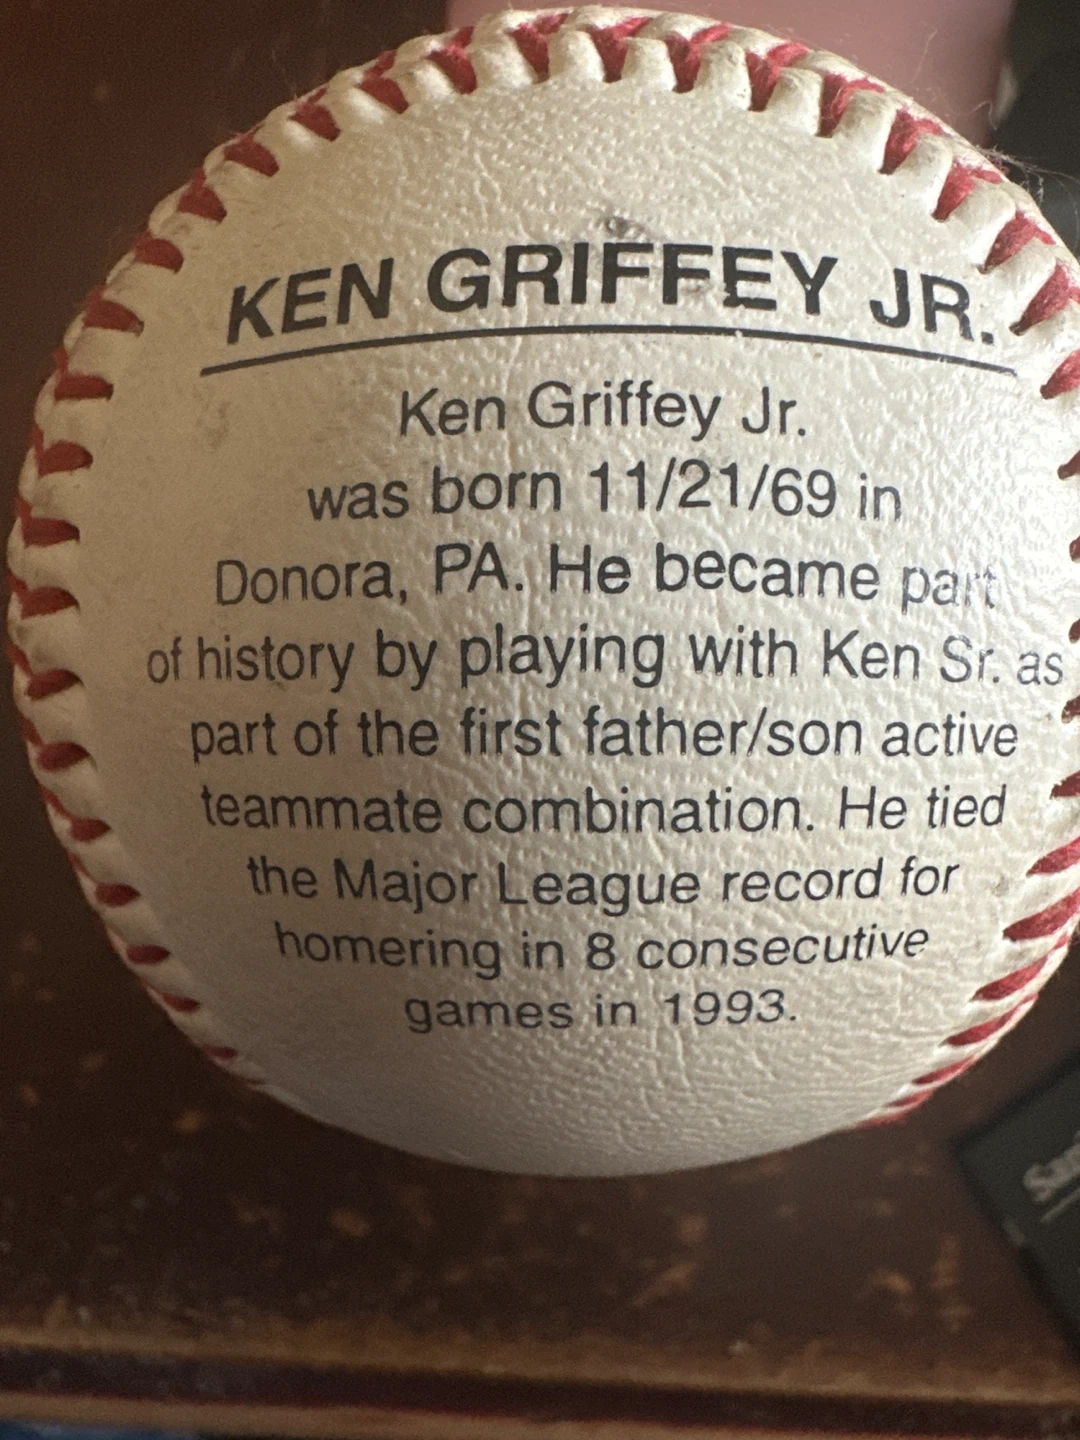 KEN GRIFFEY JR.
Ken Griffey Jr.
was born 11/21/69 in
Donora, PA. He became part
of history by playing with Ken Sr. as
part of the first father/son active
teammate combination. He tied
the Major League record for
homering in 8 consecutive
games in 1993.